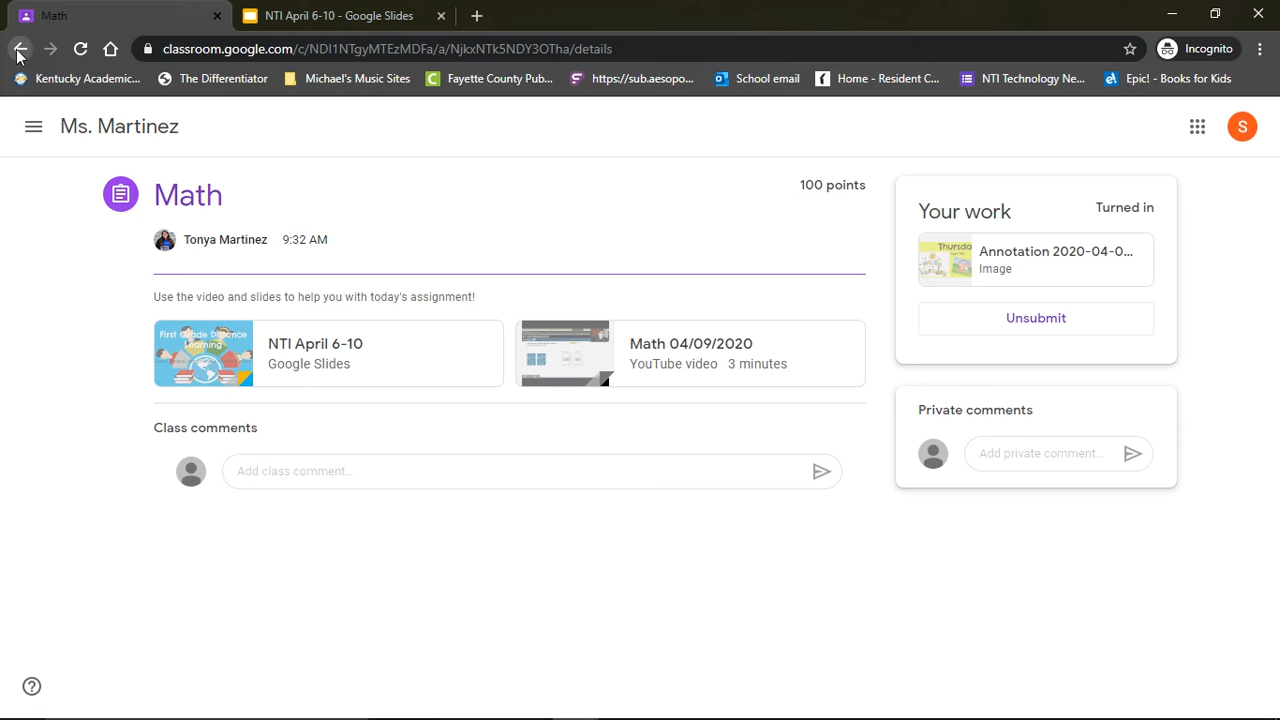 Math
NTI April 6-10 - Google Slides
classroom.google.com/c/NDI1NTgyMTEzMDFa/a/NjkxNTk5NDY3OTha/details
Incognito
Kentucky Academic...
The Differentiator
Michael's Music Sites
Fayette County Pub...
https://sub.aesopo...
School email
Home - Resident C...
NTI Technology Ne...
Epic! - Books for Kids
Ms. Martinez
S
Math
100 points
Tonya Martinez 9:32 AM
Use the video and slides to help you with today's assignment!
First Grade Distance
Learning
NTI April 6-10
Google Slides
Math 04/09/2020
YouTube video 3 minutes
Class comments
Add class comment...
Your work
Turned in
Thursda
Annotation 2020-04-0...
Image
Unsubmit
Private comments
Add private comment...